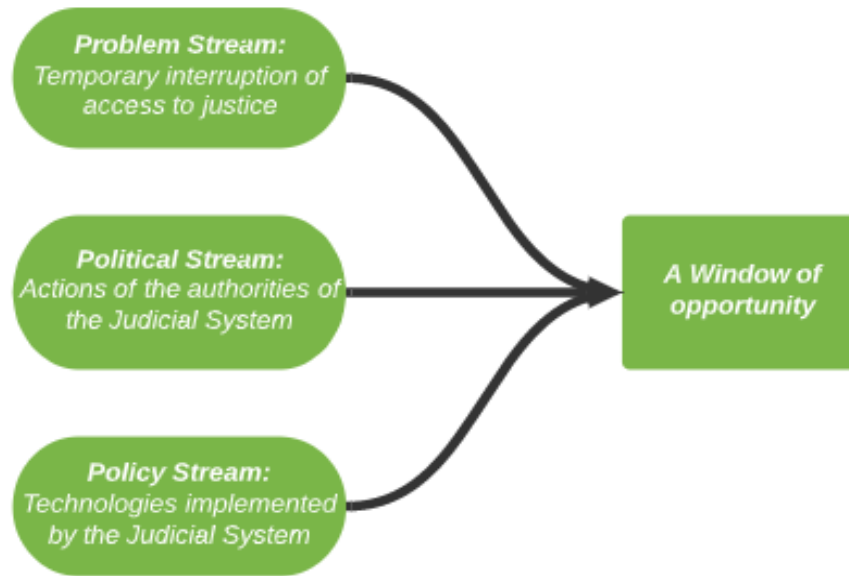 Problem Stream:
Temporary interruption of
access to justice
Political Stream:
Actions of the authorities of
the Judicial System
Policy Stream:
Technologies implemented
by the Judicial System
A Window of
opportunity